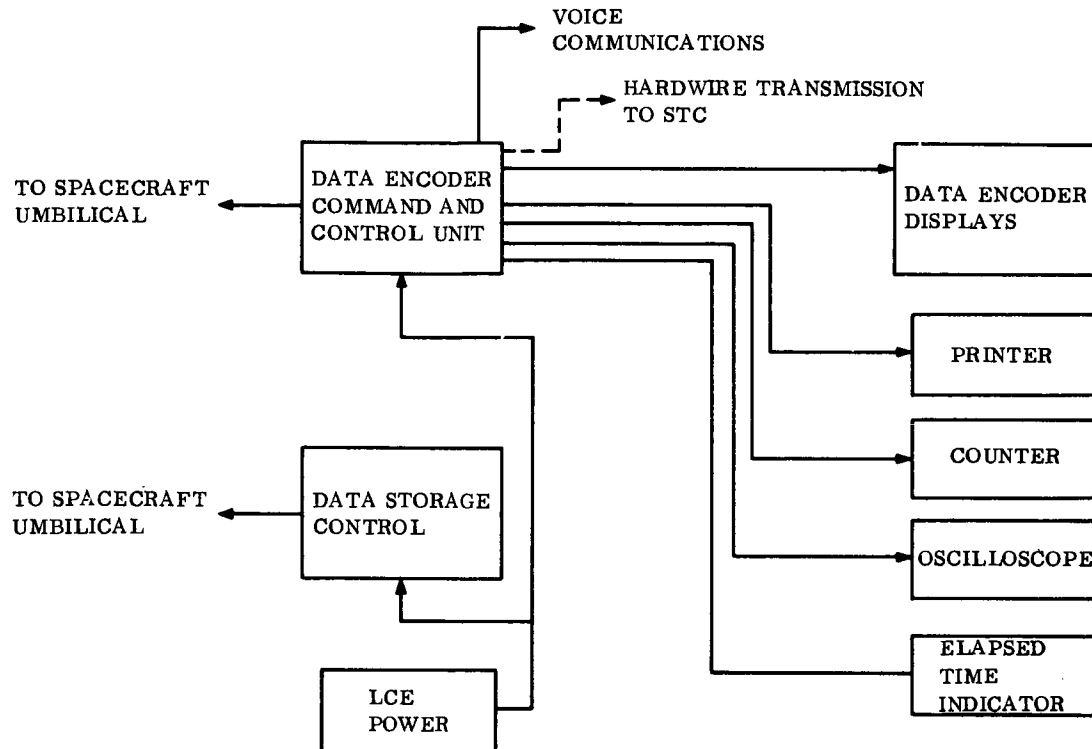 VOICE
COMMUNICATIONS
HARDWIRE TRANSMISSION
TO STC
TO SPACECRAFT
UMBILICAL
DATA ENCODER
COMMAND AND
CONTROL UNIT
DATA ENCODER
DISPLAYS
PRINTER
COUNTER
TO SPACECRAFT
UMBILICAL
DATA STORAGE
CONTROL
OSCILLOSCOPE
ELAPSED
TIME
INDICATOR
LCE
POWER